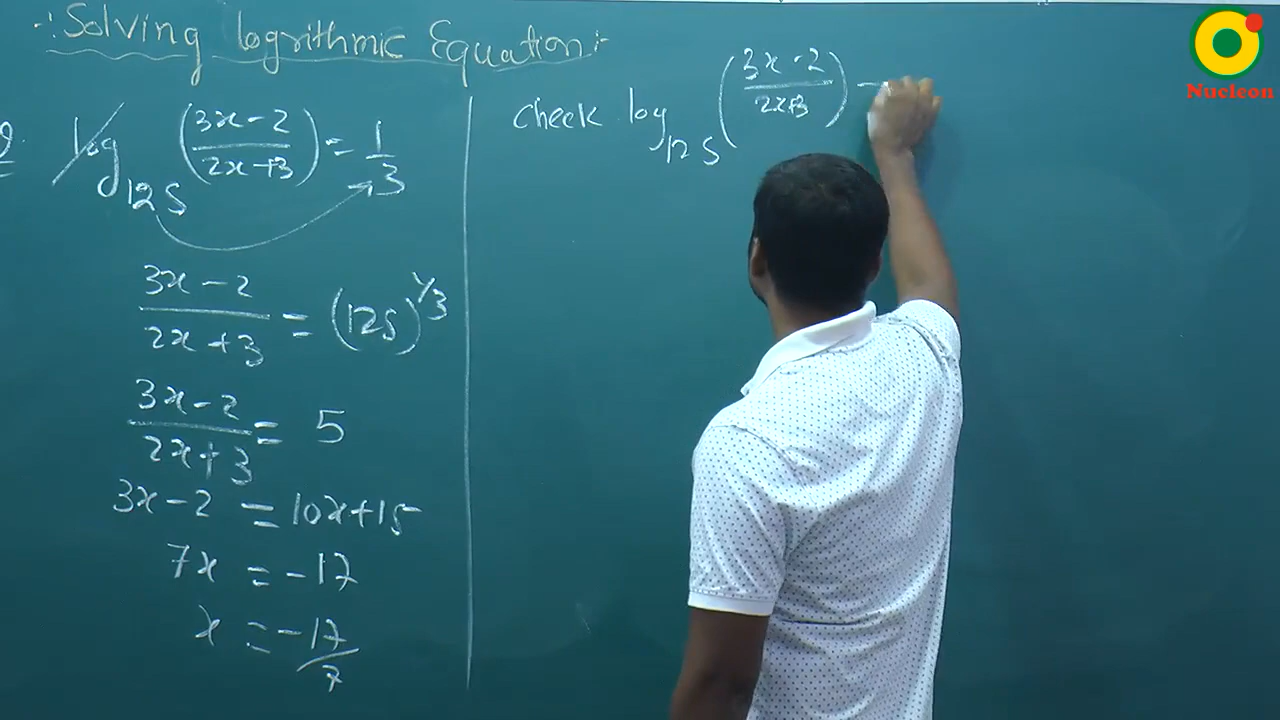 :Solving logrithmic Equation:-
Q log₁₂₅ ((3x-2)/(2x+3)) = 1/3
(3x-2)/(2x+3) = (125)^1/3
(3x-2)/(2x+3) = 5
3x-2 = 10x+15
7x = -17
x = -17/7
check log₁₂₅ ((3x-2)/(2x+3)) =
Nucleon